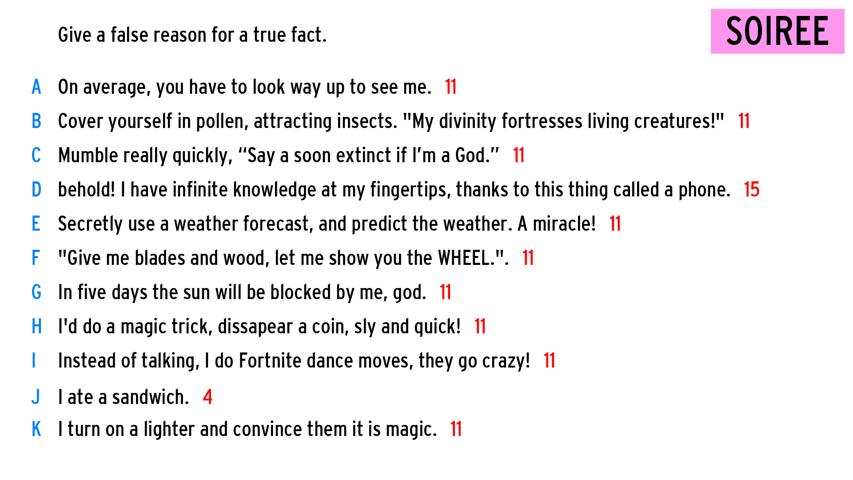 Give a false reason for a true fact.
SOIREE
A On average, you have to look way up to see me. 11
B Cover yourself in pollen, attracting insects. "My divinity fortresses living creatures!" 11
C Mumble really quickly, “Say a soon extinct if I’m a God.” 11
D behold! I have infinite knowledge at my fingertips, thanks to this thing called a phone. 15
E Secretly use a weather forecast, and predict the weather. A miracle! 11
F "Give me blades and wood, let me show you the WHEEL.". 11
G In five days the sun will be blocked by me, god. 11
H I'd do a magic trick, dissapear a coin, sly and quick! 11
I Instead of talking, I do Fortnite dance moves, they go crazy! 11
J I ate a sandwich. 4
K I turn on a lighter and convince them it is magic. 11